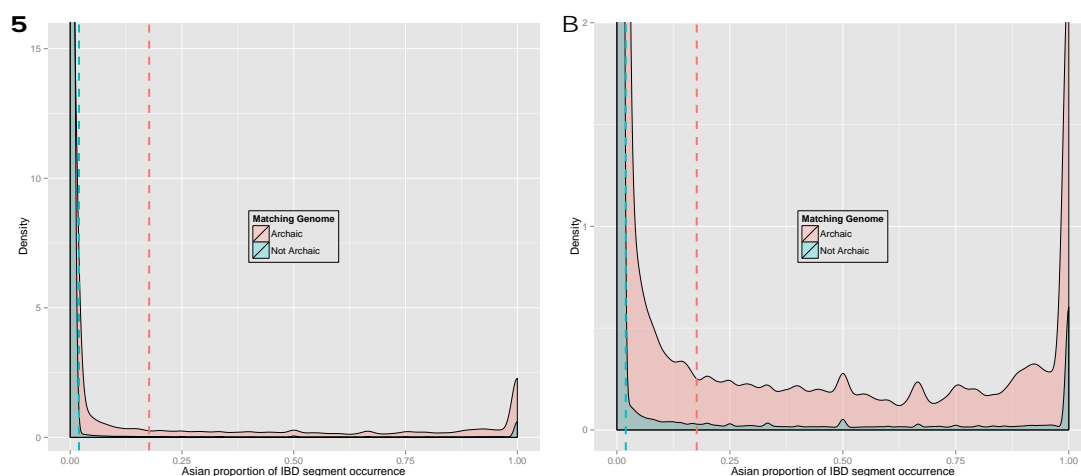 5
15
10
5
0
Density
Matching Genome
Archaic
Not Archaic
0.00 0.25 0.50 0.75 1.00
Asian proportion of IBD segment occurrence
B
2
1
0
Density
Matching Genome
Archaic
Not Archaic
0.00 0.25 0.50 0.75 1.00
Asian proportion of IBD segment occurrence